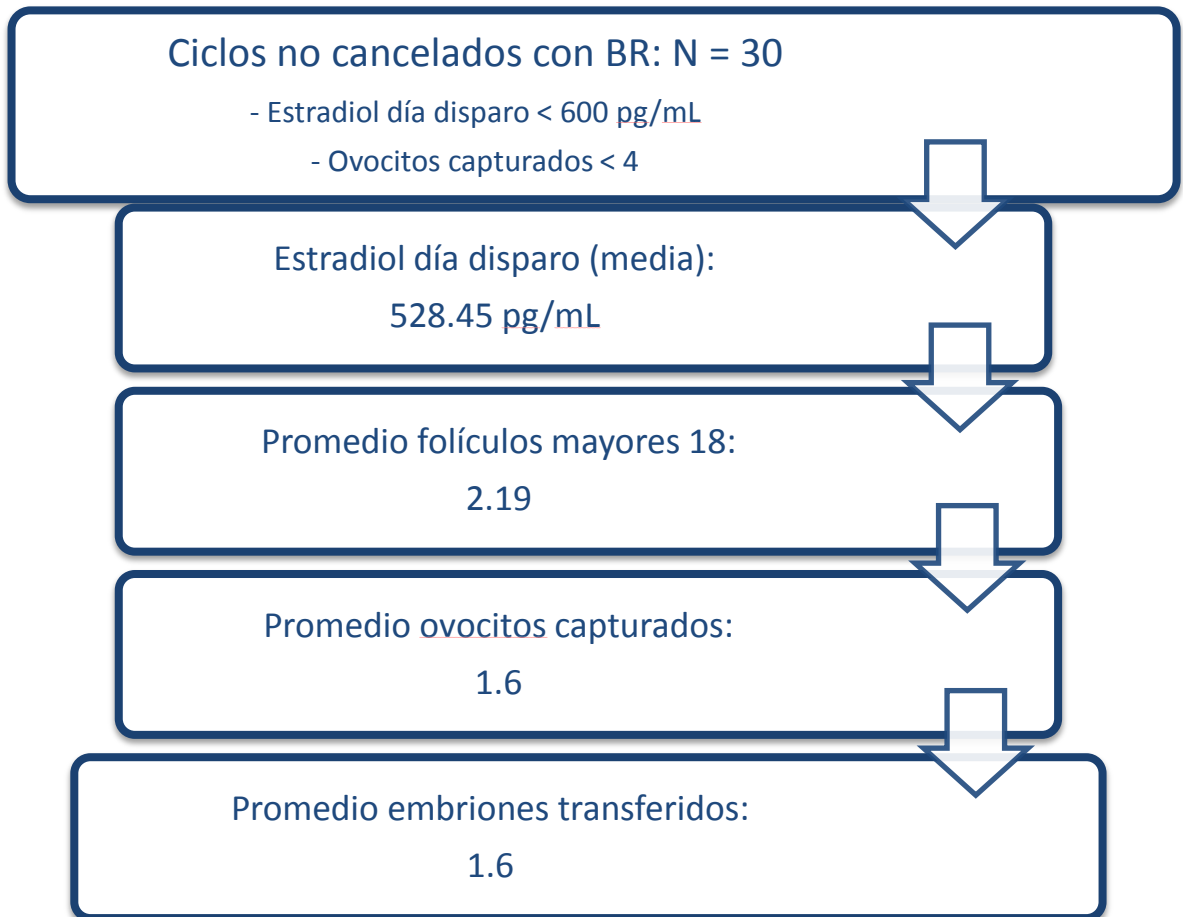 Ciclos no cancelados con BR: N = 30
- Estradiol día disparo < 600 pg/mL
- Ovocitos capturados < 4
Estradiol día disparo (media):
528.45 pg/mL
Promedio folículos mayores 18:
2.19
Promedio ovocitos capturados:
1.6
Promedio embriones transferidos:
1.6